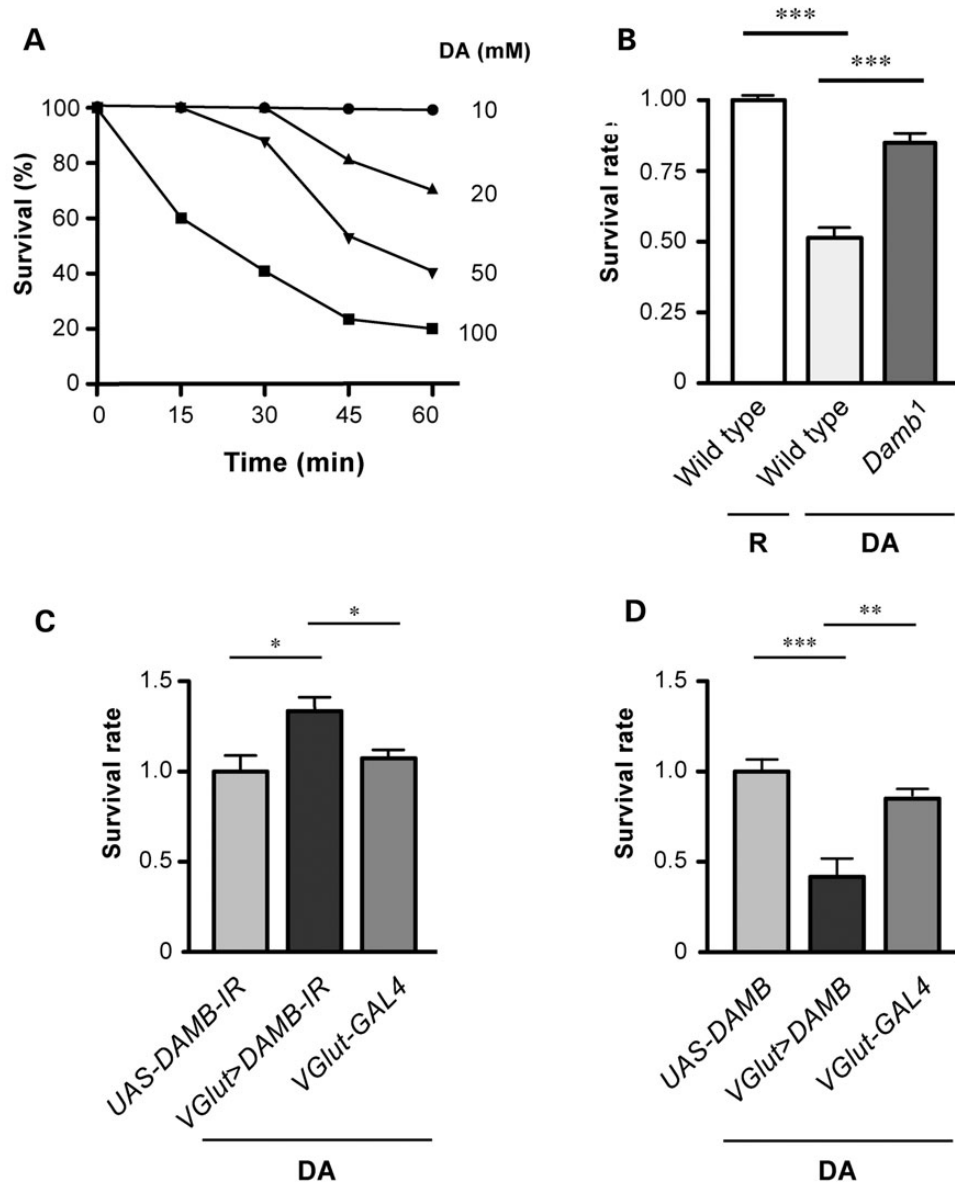 A
DA (mM)
Survival (%)
100
80
60
40
20
0
10
20
50
100
0 15 30 45 60
Time (min)
B
***
***
Survival rate
1.00
0.75
0.50
0.25
0
Wild type
Wild type
Damb¹
R
DA
C
*
*
Survival rate
1.5
1.0
0.5
0
UAS-DAMB-IR
VGlut>DAMB-IR
VGlut-GAL4
DA
D
**
***
Survival rate
1.5
1.0
0.5
0
UAS-DAMB
VGlut>DAMB
VGlut-GAL4
DA